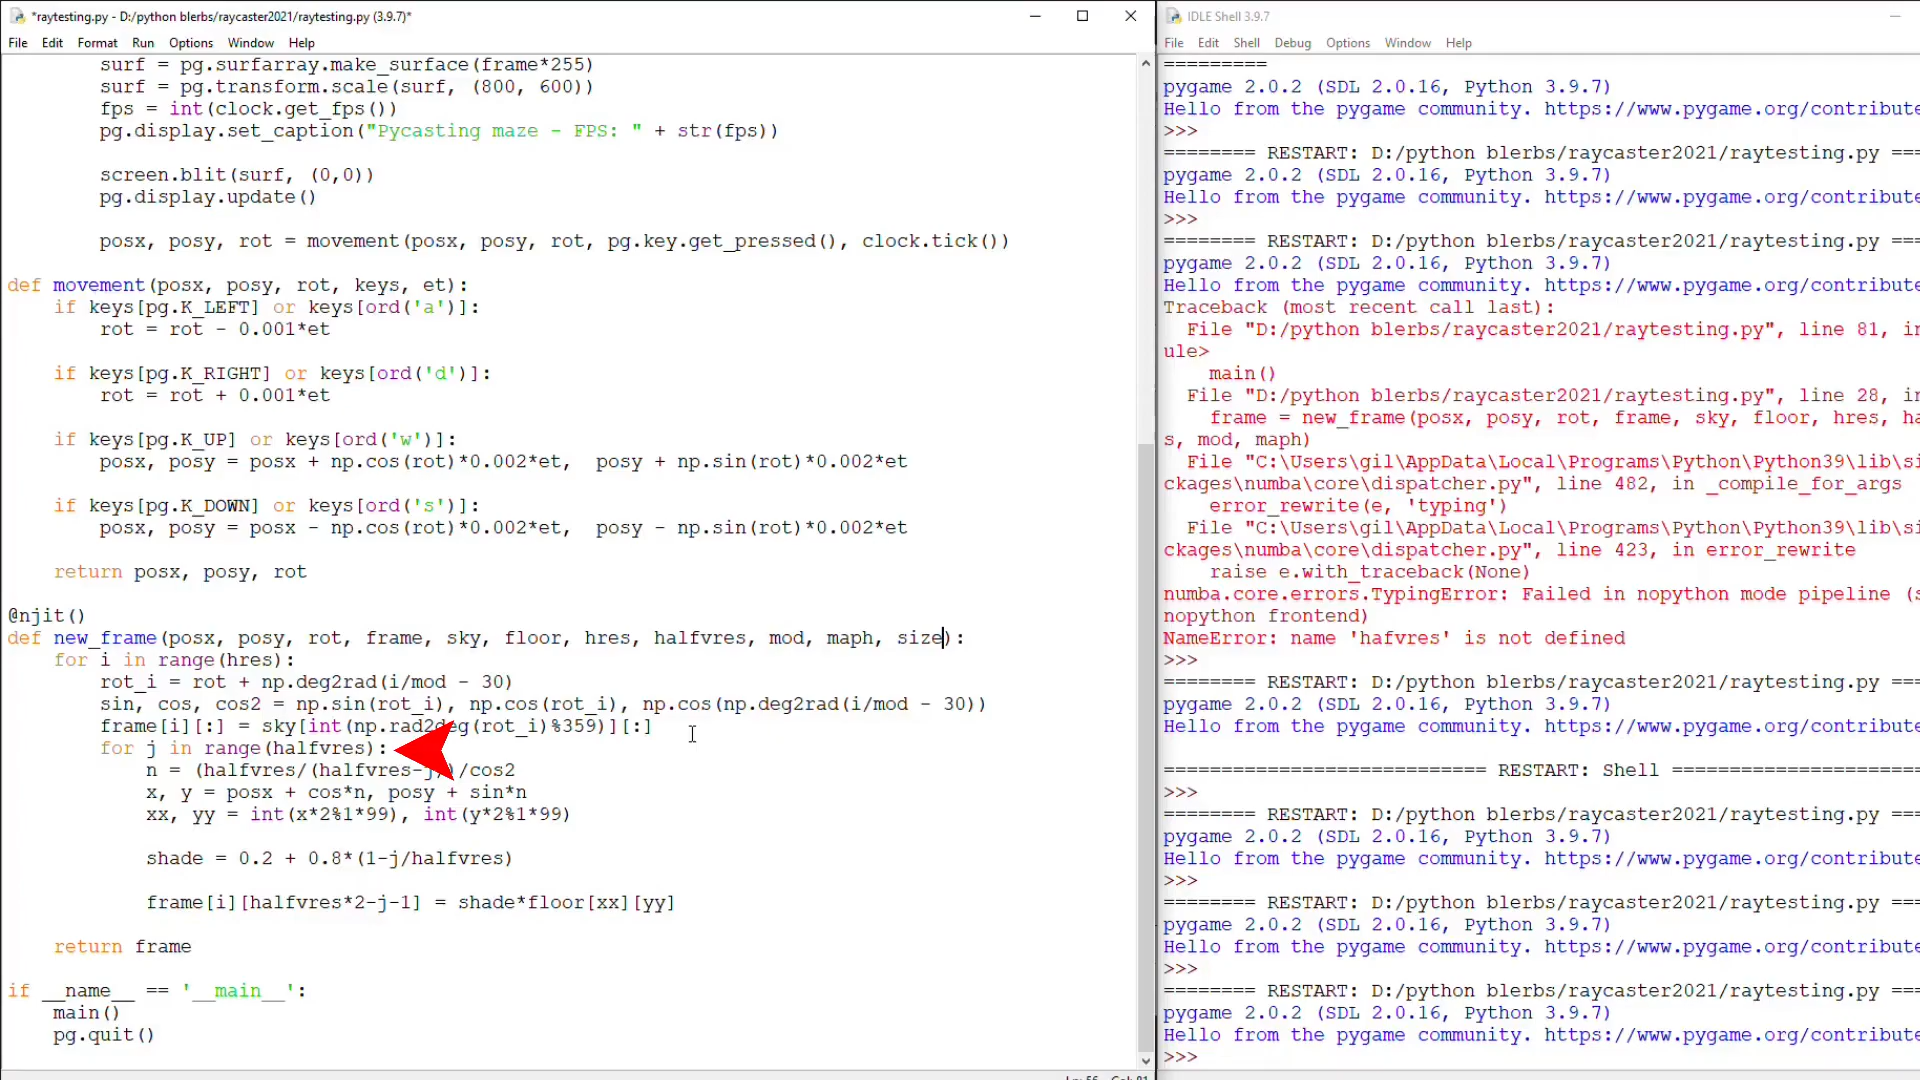 *raytesting.py - D:/python blerbs/raycaster2021/raytesting.py (3.9.7)*
File Edit Format Run Options Window Help
surf = pg.surfarray.make_surface(frame*255)
surf = pg.transform.scale(surf, (800, 600))
fps = int(clock.get_fps())
pg.display.set_caption("Pycasting maze - FPS: " + str(fps))
screen.blit(surf, (0,0))
pg.display.update()
posx, posy, rot = movement(posx, posy, rot, pg.key.get_pressed(), clock.tick())
def movement(posx, posy, rot, keys, et):
if keys[pg.K_LEFT] or keys[ord('a')]:
rot = rot - 0.001*et
if keys[pg.K_RIGHT] or keys[ord('d')]:
rot = rot + 0.001*et
if keys[pg.K_UP] or keys[ord('w')]:
posx, posy = posx + np.cos(rot)*0.002*et, posy + np.sin(rot)*0.002*et
if keys[pg.K_DOWN] or keys[ord('s')]:
posx, posy = posx - np.cos(rot)*0.002*et, posy - np.sin(rot)*0.002*et
return posx, posy, rot
@njit()
def new_frame(posx, posy, rot, frame, sky, floor, hres, halfvres, mod, maph, size):
for i in range(hres):
rot_i = rot + np.deg2rad(i/mod - 30)
sin, cos, cos2 = np.sin(rot_i), np.cos(rot_i), np.cos(np.deg2rad(i/mod - 30))
frame[i][:] = sky[int(np.rad2deg(rot_i)%359)][:]
for j in range(halfvres):
n = (halfvres/(halfvres-j))/cos2
x, y = posx + cos*n, posy + sin*n
xx, yy = int(x*2%1*99), int(y*2%1*99)
shade = 0.2 + 0.8*(1-j/halfvres)
frame[i][halfvres*2-j-1] = shade*floor[xx][yy]
return frame
if __name__ == '__main__':
main()
pg.quit()
IDLE Shell 3.9.7
File Edit Shell Debug Options Window Help
=========
pygame 2.0.2 (SDL 2.0.16, Python 3.9.7)
Hello from the pygame community. https://www.pygame.org/contribute
>>>
======== RESTART: D:/python blerbs/raycaster2021/raytesting.py ===
pygame 2.0.2 (SDL 2.0.16, Python 3.9.7)
Hello from the pygame community. https://www.pygame.org/contribute
>>>
======== RESTART: D:/python blerbs/raycaster2021/raytesting.py ===
pygame 2.0.2 (SDL 2.0.16, Python 3.9.7)
Hello from the pygame community. https://www.pygame.org/contribute
Traceback (most recent call last):
File "D:/python blerbs/raycaster2021/raytesting.py", line 81, in
ule>
main()
File "D:/python blerbs/raycaster2021/raytesting.py", line 28, in
frame = new_frame(posx, posy, rot, frame, sky, floor, hres, ha
s, mod, maph)
File "C:\Users\gil\AppData\Local\Programs\Python\Python39\lib\si
ckages\numba\core\dispatcher.py", line 482, in _compile_for_args
error_rewrite(e, 'typing')
File "C:\Users\gil\AppData\Local\Programs\Python\Python39\lib\si
ckages\numba\core\dispatcher.py", line 423, in error_rewrite
raise e.with_traceback(None)
numba.core.errors.TypingError: Failed in nopython mode pipeline (s
nopython frontend)
NameError: name 'hafvres' is not defined
>>>
======== RESTART: D:/python blerbs/raycaster2021/raytesting.py ===
pygame 2.0.2 (SDL 2.0.16, Python 3.9.7)
Hello from the pygame community. https://www.pygame.org/contribute
============================ RESTART: Shell ======================
>>>
======== RESTART: D:/python blerbs/raycaster2021/raytesting.py ===
pygame 2.0.2 (SDL 2.0.16, Python 3.9.7)
Hello from the pygame community. https://www.pygame.org/contribute
>>>
======== RESTART: D:/python blerbs/raycaster2021/raytesting.py ===
pygame 2.0.2 (SDL 2.0.16, Python 3.9.7)
Hello from the pygame community. https://www.pygame.org/contribute
>>>
======== RESTART: D:/python blerbs/raycaster2021/raytesting.py ===
pygame 2.0.2 (SDL 2.0.16, Python 3.9.7)
Hello from the pygame community. https://www.pygame.org/contribute
>>>